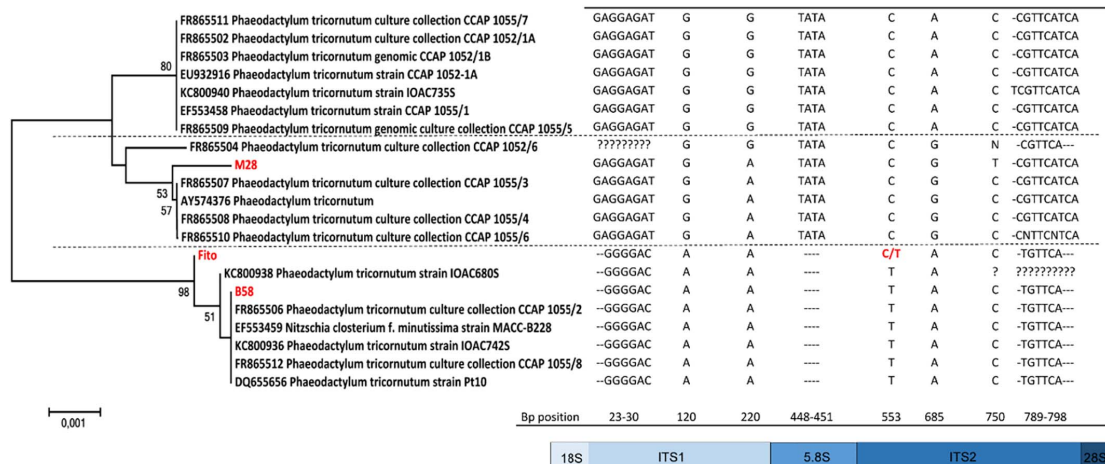 FR865511 Phaeodactylum tricornutum culture collection CCAP 1055/7 GAGGAGAT G G TATA C A C -CGTTCATCA
FR865502 Phaeodactylum tricornutum culture collection CCAP 1052/1A GAGGAGAT G G TATA C A C -CGTTCATCA
FR865503 Phaeodactylum tricornutum genomic CCAP 1052/1B GAGGAGAT G G TATA C A C -CGTTCATCA
80
EU932916 Phaeodactylum tricornutum strain CCAP 1052-1A GAGGAGAT G G TATA C A C -CGTTCATCA
KC800940 Phaeodactylum tricornutum strain IOAC735S GAGGAGAT G G TATA C A C TCGTTCATCA
EF553458 Phaeodactylum tricornutum strain CCAP 1055/1 GAGGAGAT G G TATA C A C -CGTTCATCA
FR865509 Phaeodactylum tricornutum genomic culture collection CCAP 1055/5 GAGGAGAT G G TATA C A C -CGTTCATCA
FR865504 Phaeodactylum tricornutum culture collection CCAP 1052/6 ????????? G G TATA C G N -CGTTCA---
M28 GAGGAGAT G A TATA C G T -CGTTCATCA
53
FR865507 Phaeodactylum tricornutum culture collection CCAP 1055/3 GAGGAGAT G A TATA C G C -CGTTCATCA
AY574376 Phaeodactylum tricornutum GAGGAGAT G A TATA C G C -CGTTCATCA
57
FR865508 Phaeodactylum tricornutum culture collection CCAP 1055/4 GAGGAGAT G A TATA C G C -CGTTCATCA
FR865510 Phaeodactylum tricornutum culture collection CCAP 1055/6 GAGGAGAT G A TATA C G C -CNTTCNTCA
Fito --GGGGAC A A ---- C/T A C -TGTTCA---
KC800938 Phaeodactylum tricornutum strain IOAC680S --GGGGAC A A ---- T A ? ??????????
98
B58 --GGGGAC A A ---- T A C -TGTTCA---
FR865506 Phaeodactylum tricornutum culture collection CCAP 1055/2 --GGGGAC A A ---- T A C -TGTTCA---
51
EF553459 Nitzschia closterium f. minutissima strain MACC-B228 --GGGGAC A A ---- T A C -TGTTCA---
KC800936 Phaeodactylum tricornutum strain IOAC742S --GGGGAC A A ---- T A C -TGTTCA---
FR865512 Phaeodactylum tricornutum culture collection CCAP 1055/8 --GGGGAC A A ---- T A C -TGTTCA---
DQ655656 Phaeodactylum tricornutum strain Pt10 --GGGGAC A A ---- T A C -TGTTCA---
0,001
Bp position 23-30 120 220 448-451 553 685 750 789-798
18S ITS1 5.8S ITS2 28S